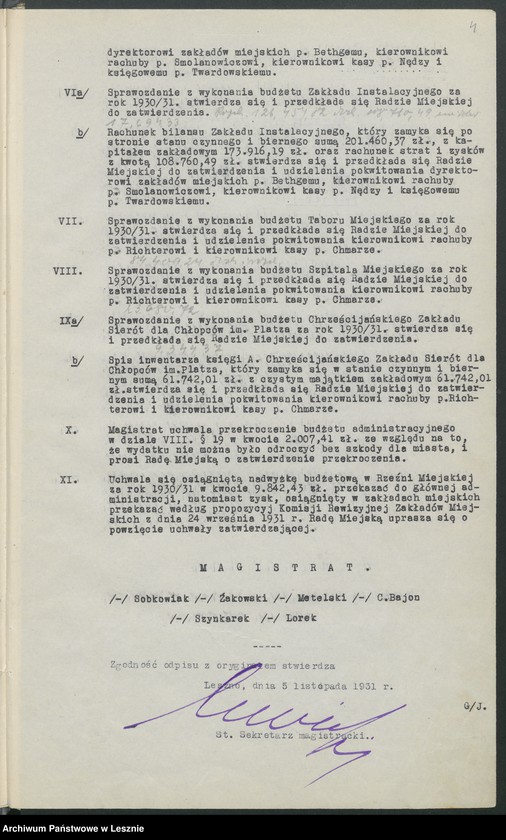 4
dyrektorowi zakładów miejskich p. Bethgemu, kierownikowi
rachuby p. Smolanowiczowi, kierownikowi kasy p. Nędzy i
księgowemu p. Twardowskiemu.
VIa/ Sprawozdanie z wykonania budżetu Zakładu Instalacyjnego za
rok 1930/31. stwierdza się i przedkłada się Radzie Miejskiej
do zatwierdzenia.
b/ Rachunek bilansu Zakładu Instalacyjnego, który zamyka się po
stronie stanu czynnego i biernego sumą 201.460,37 zł., z ka-
pitałem zakładowym 173.916,19 zł. oraz rachunek strat i zysków
z kwotą 108.760,49 zł. stwierdza się i przedkłada się Radzie
Miejskiej do zatwierdzenia i udzielenia pokwitowania dyrekto-
rowi zakładów miejskich p. Bethgemu, kierownikowi rachuby
p. Smolanowiczowi, kierownikowi kasy p. Nędzy i księgowemu
p. Twardowskiemu.
VII. Sprawozdanie z wykonania budżetu Taboru Miejskiego za rok
1930/31. stwierdza się i przedkłada się Radzie Miejskiej do
zatwierdzenia i udzielenia pokwitowania kierownikowi rachuby
p. Richterowi i kierownikowi kasy p. Chmarze.
VIII. Sprawozdanie z wykonania budżetu Szpitala Miejskiego za rok
1930/31. stwierdza się i przedkłada się Radzie Miejskiej do
zatwierdzenia i udzielenia pokwitowania kierownikowi rachuby
p. Richterowi i kierownikowi kasy p. Chmarze.
IXa/ Sprawozdanie z wykonania budżetu Chrześcijańskiego Zakładu
Sierót dla Chłopców im. Platza za rok 1930/31. stwierdza się
i przedkłada się Radzie Miejskiej do zatwierdzenia.
b/ Spis inwentarza księgi A. Chrześcijańskiego Zakładu Sierót dla
Chłopców im.Platza, który zamyka się w stanie czynnym i bier-
nym sumą 61.742,01 zł. z czystym majątkiem zakładowym 61.742,01
zł.stwierdza się i przedkłada się Radzie Miejskiej do zatwier-
dzenia i udzielenia pokwitowania kierownikowi rachuby p.Rich-
terowi i kierownikowi kasy p. Chmarze.
X. Magistrat uchwala przekroczenie budżetu administracyjnego
w dziale VIII. § 19 w kwocie 2.007,41 zł. ze względu na to,
że wydatku nie można było odroczyć bez szkody dla miasta, i
prosi Radę Miejską o zatwierdzenie przekroczenia.
XI. Uchwala się osiągniętą nadwyżkę budżetową w Rzeźni Miejskiej
za rok 1930/31 w kwocie 9.842,43 zł. przekazać do głównej ad-
ministracji, natomiast zysk, osiągnięty w zakładach miejskich
przekazać według propozycyj Komisji Rewizyjnej Zakładów Miej-
skich z dnia 24 września 1931 r. Radę Miejską uprasza się o
powzięcie uchwały zatwierdzającej.
M A G I S T R A T .
/-/ Sobkowiak /-/ Żakowski /-/ Metelski /-/ C.Bajon
/-/ Szynkarek /-/ Lorek
-----
Zgodność odpisu z oryginałem stwierdza
Leszno, dnia 5 listopada 1931 r.
G/J.
St. Sekretarz magistracki.
Archiwum Państwowe w Lesznie